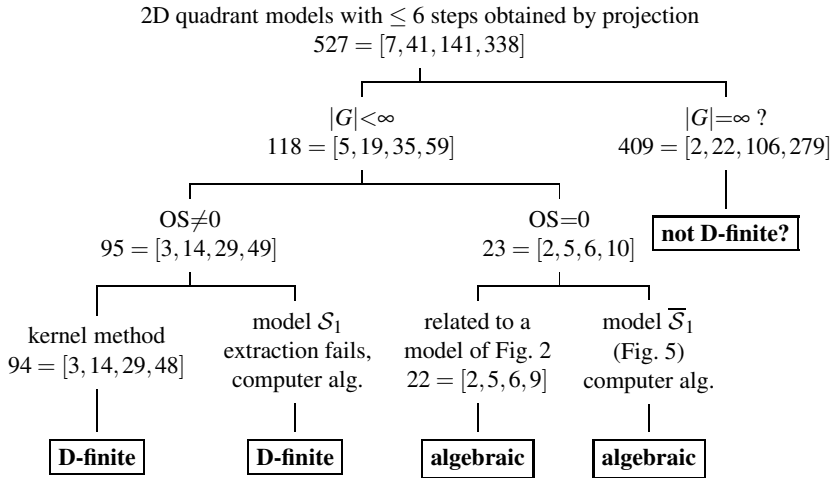 2D quadrant models with ≤ 6 steps obtained by projection
527 = [7,41,141,338]
|G|<∞
118 = [5,19,35,59]
|G|=∞ ?
409 = [2,22,106,279]
OS≠0
95 = [3,14,29,49]
OS=0
23 = [2,5,6,10]
not D-finite?
kernel method
94 = [3,14,29,48]
model S₁
extraction fails,
computer alg.
related to a
model of Fig. 2
22 = [2,5,6,9]
model S̅₁
(Fig. 5)
computer alg.
D-finite
D-finite
algebraic
algebraic